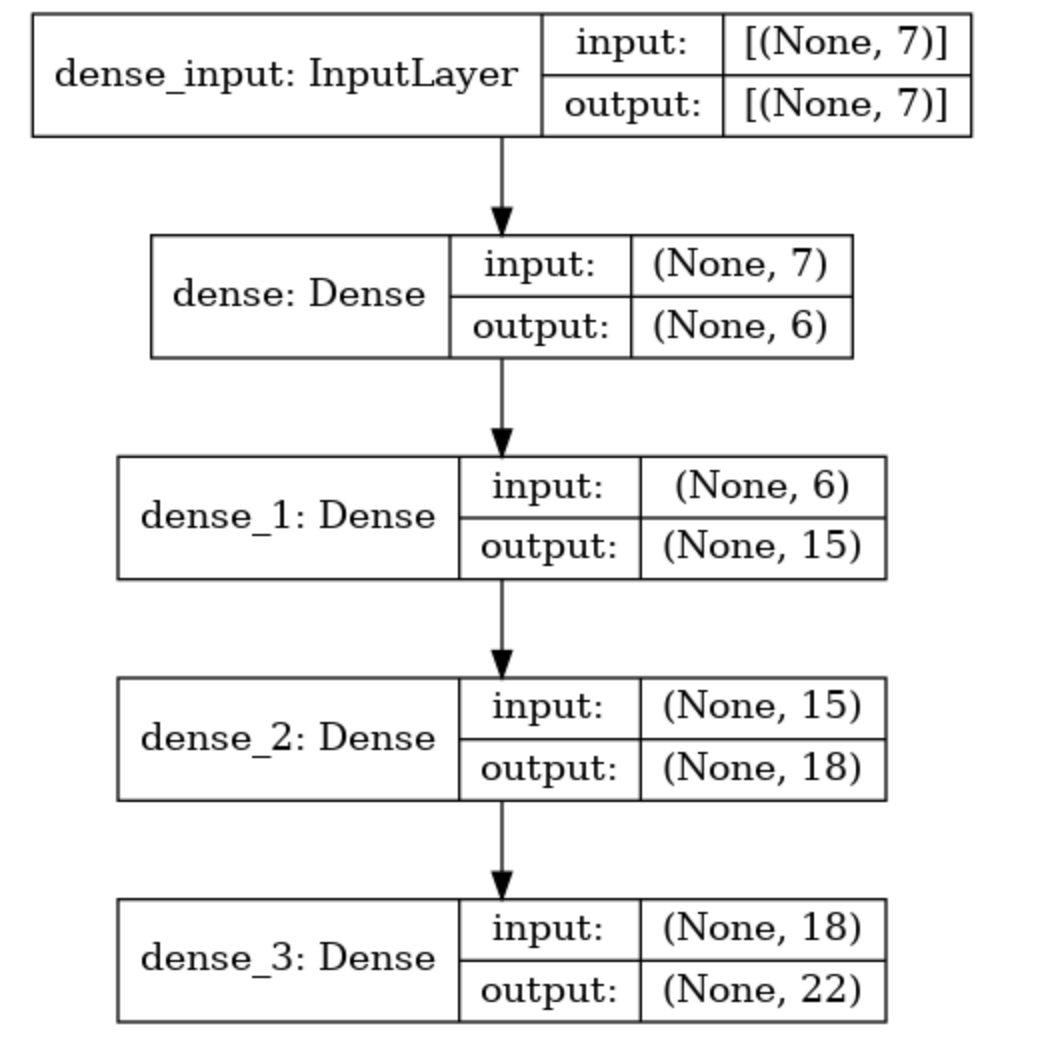 dense_input: InputLayer
input: [(None, 7)]
output: [(None, 7)]
dense: Dense
input: (None, 7)
output: (None, 6)
dense_1: Dense
input: (None, 6)
output: (None, 15)
dense_2: Dense
input: (None, 15)
output: (None, 18)
dense_3: Dense
input: (None, 18)
output: (None, 22)